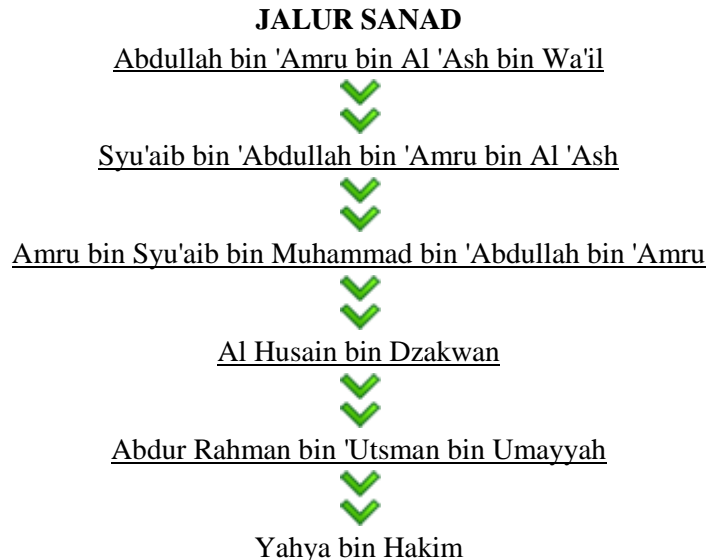 JALUR SANAD
Abdullah bin 'Amru bin Al 'Ash bin Wa'il
Syu'aib bin 'Abdullah bin 'Amru bin Al 'Ash
Amru bin Syu'aib bin Muhammad bin 'Abdullah bin 'Amru
Al Husain bin Dzakwan
Abdur Rahman bin 'Utsman bin Umayyah
Yahya bin Hakim